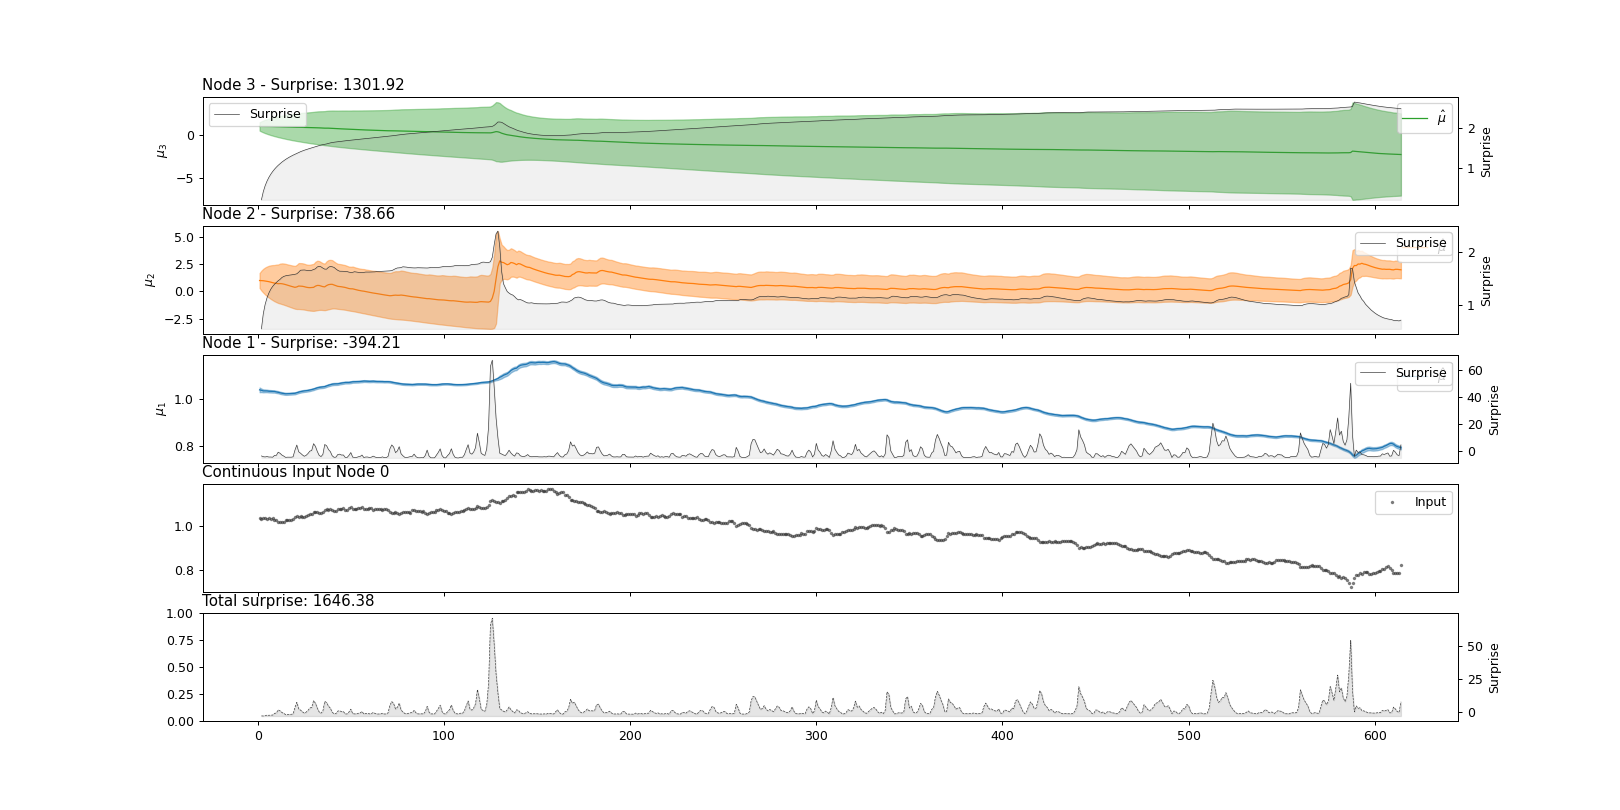 Node 3 - Surprise: 1301.92
Surprise
μ̂
0
−5
μ3
2
1
Surprise
Node 2 - Surprise: 738.66
Surprise
5.0
2.5
0.0
−2.5
μ2
2
1
Surprise
Node 1 - Surprise: -394.21
Surprise
1.0
0.8
μ1
60
40
20
0
Surprise
Continuous Input Node 0
Input
1.0
0.8
Total surprise: 1646.38
1.00
0.75
0.50
0.25
0.00
50
25
0
Surprise
0 100 200 300 400 500 600